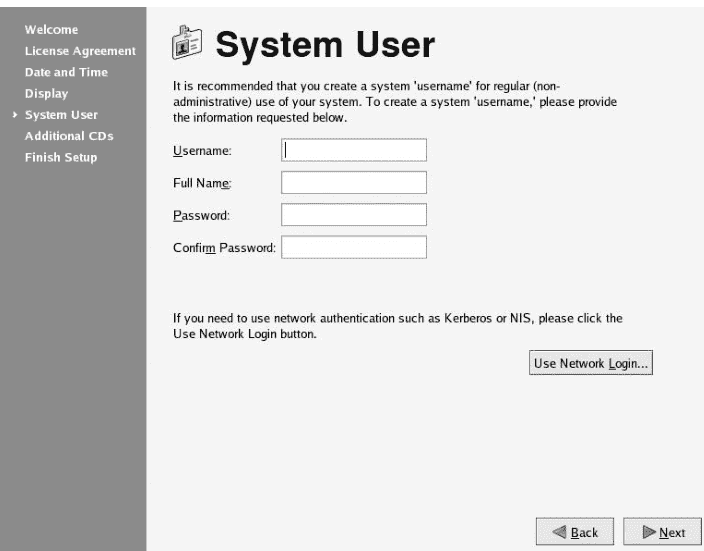 Welcome
License Agreement
Date and Time
Display
System User
Additional CDs
Finish Setup
System User
It is recommended that you create a system 'username' for regular (non-
administrative) use of your system. To create a system 'username,' please provide
the information requested below.
Username:
Full Name:
Password:
Confirm Password:
If you need to use network authentication such as Kerberos or NIS, please click the
Use Network Login button.
Use Network Login...
Back
Next